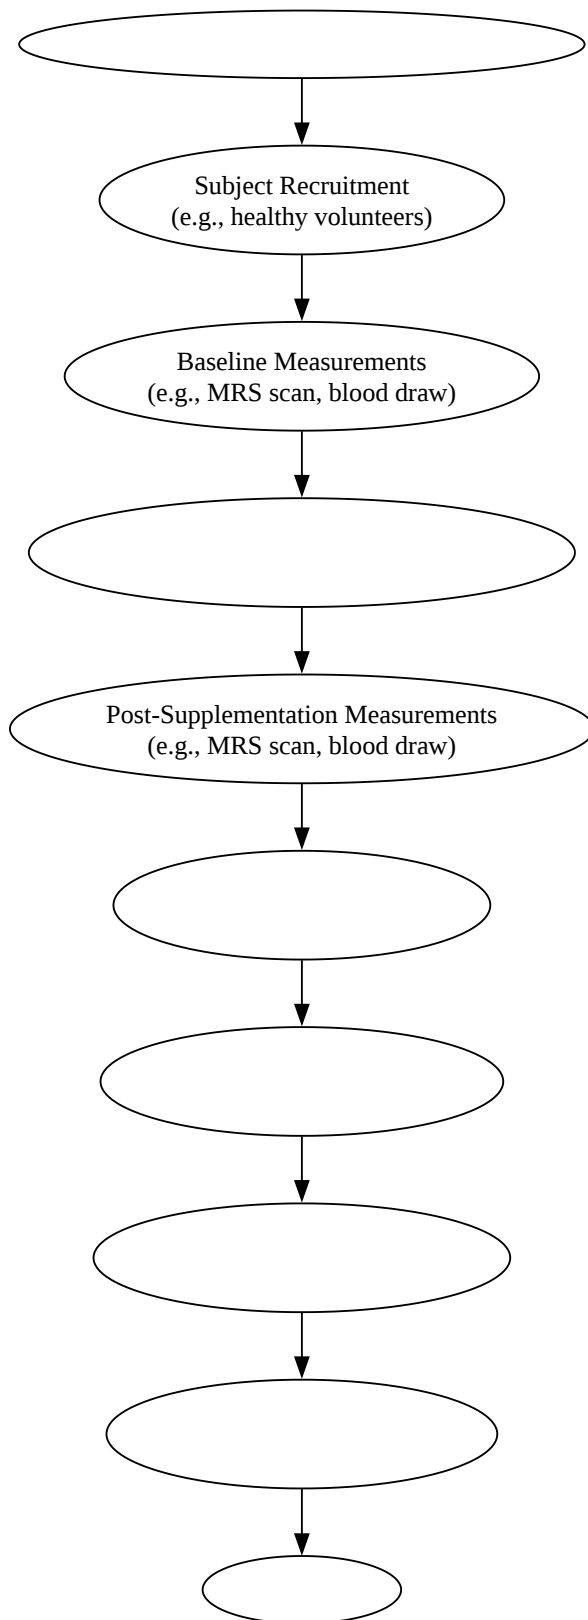 Subject Recruitment
(e.g., healthy volunteers)
Baseline Measurements
(e.g., MRS scan, blood draw)
Post-Supplementation Measurements
(e.g., MRS scan, blood draw)